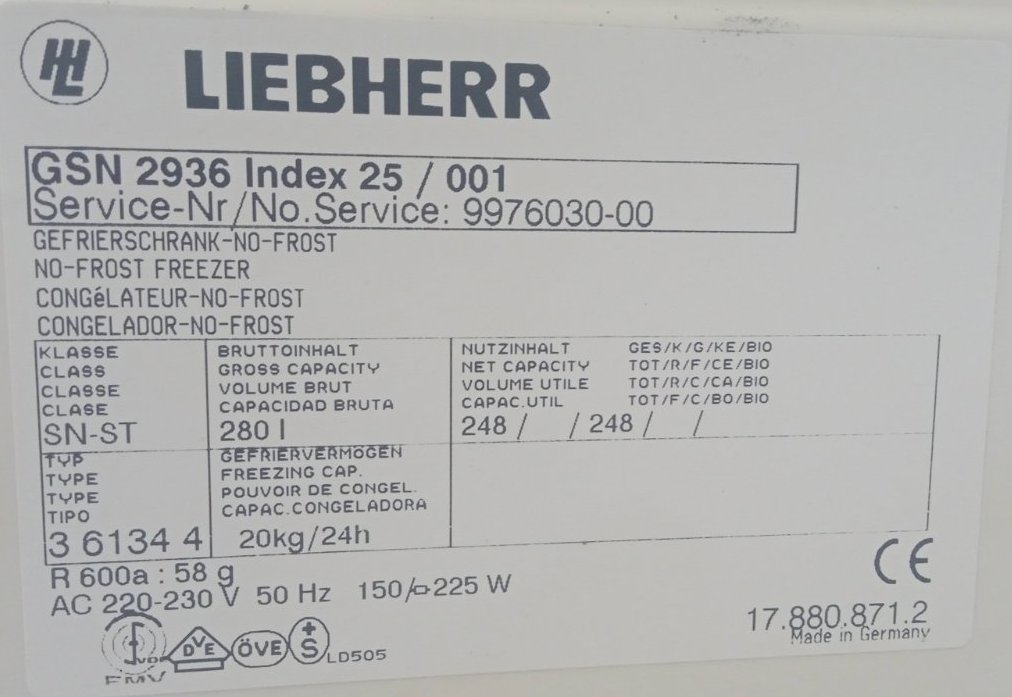 LIEBHERR
GSN 2936 Index 25 / 001
Service-Nr/No.Service: 9976030-00
GEFRIERSCHRANK-NO-FROST
NO-FROST FREEZER
CONGéLATEUR-NO-FROST
CONGELADOR-NO-FROST
KLASSE
CLASS
CLASSE
CLASE
SN-ST
BRUTTOINHALT
GROSS CAPACITY
VOLUME BRUT
CAPACIDAD BRUTA
280 l
NUTZINHALT GES/K/G/KE/BIO
NET CAPACITY TOT/R/F/CE/BIO
VOLUME UTILE TOT/R/C/CA/BIO
CAPAC.UTIL TOT/F/C/BO/BIO
248 / / 248 / /
TYP
TYPE
TYPE
TIPO
3 6134 4
GEFRIERVERMÖGEN
FREEZING CAP.
POUVOIR DE CONGEL.
CAPAC.CONGELADORA
20kg/24h
R 600a : 58 g
AC 220-230 V 50 Hz 150/▭225 W
CE
17.880.871.2
Made in Germany
VDE
EMV
DVE
ÖVE
+S
LD505